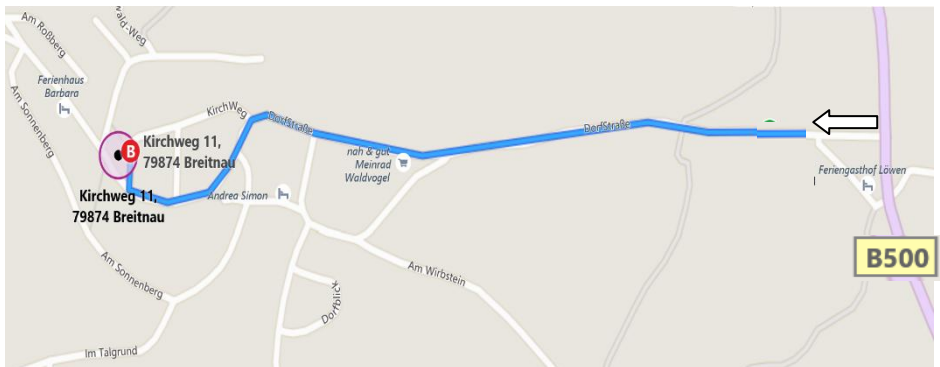 Am Roßberg
wald-Weg
Ferienhaus
Barbara
Am Sonnenberg
KirchWeg
DorfStraße
DorfStraße
B
Kirchweg 11,
79874 Breitnau
nah & gut
Meinrad
Waldvogel
Feriengasthof Löwen
Kirchweg 11,
79874 Breitnau
Andrea Simon
B500
Am Sonnenberg
Am Wirbstein
Dorfblick
Im Talgrund